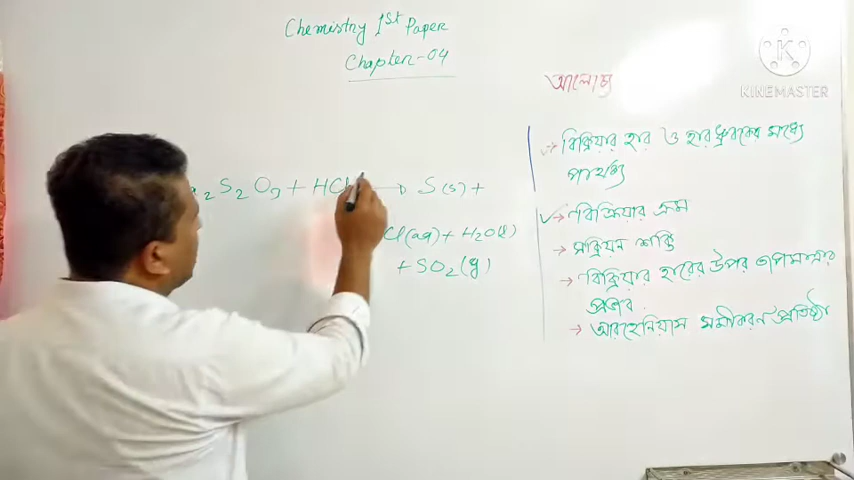 Chemistry 1st Paper
Chapter-04
আলোচ্য
→ বিক্রিয়ার হার ও হার ধ্রুবকের মধ্যে
পার্থক্য
→ বিক্রিয়ার ক্রম
→ সক্রিয়ন শক্তি
→ বিক্রিয়ার হারের উপর তাপমাত্রার
প্রভাব
→ আরহেনিয়াস সমীকরণ প্রতিষ্ঠা
₂S₂O₃ + HCl → S(s) +
Cl(aq) + H₂O(l)
+ SO₂(g)
K
KINEMASTER